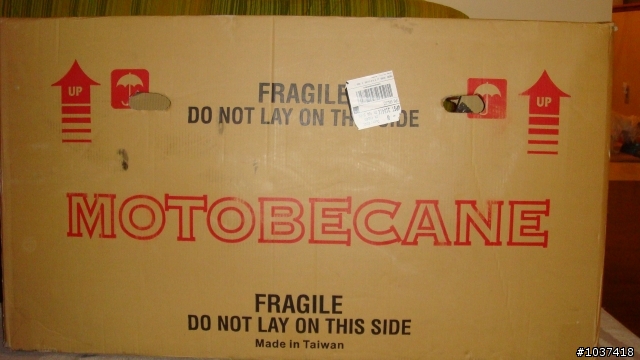 UP
UP
FRAGILE
DO NOT LAY ON TH SIDE
MOTOBECANE
FRAGILE
DO NOT LAY ON THIS SIDE
Made in Taiwan
#1037418